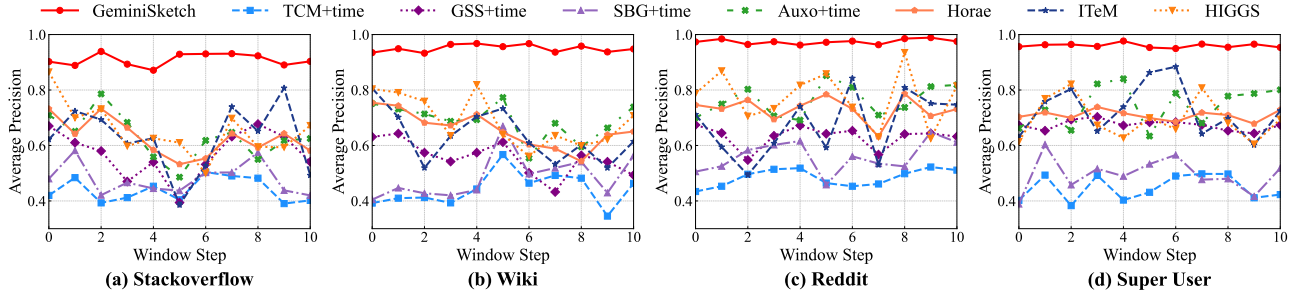 GeminiSketch TCM+time GSS+time SBG+time Auxo+time Horae ITeM HIGGS
Average Precision
1.0
0.8
0.6
0.4
0 2 4 6 8 10
Window Step
(a) Stackoverflow
Average Precision
1.0
0.8
0.6
0.4
0 2 4 6 8 10
Window Step
(b) Wiki
Average Precision
1.0
0.8
0.6
0.4
0 2 4 6 8 10
Window Step
(c) Reddit
Average Precision
1.0
0.8
0.6
0.4
0 2 4 6 8 10
Window Step
(d) Super User